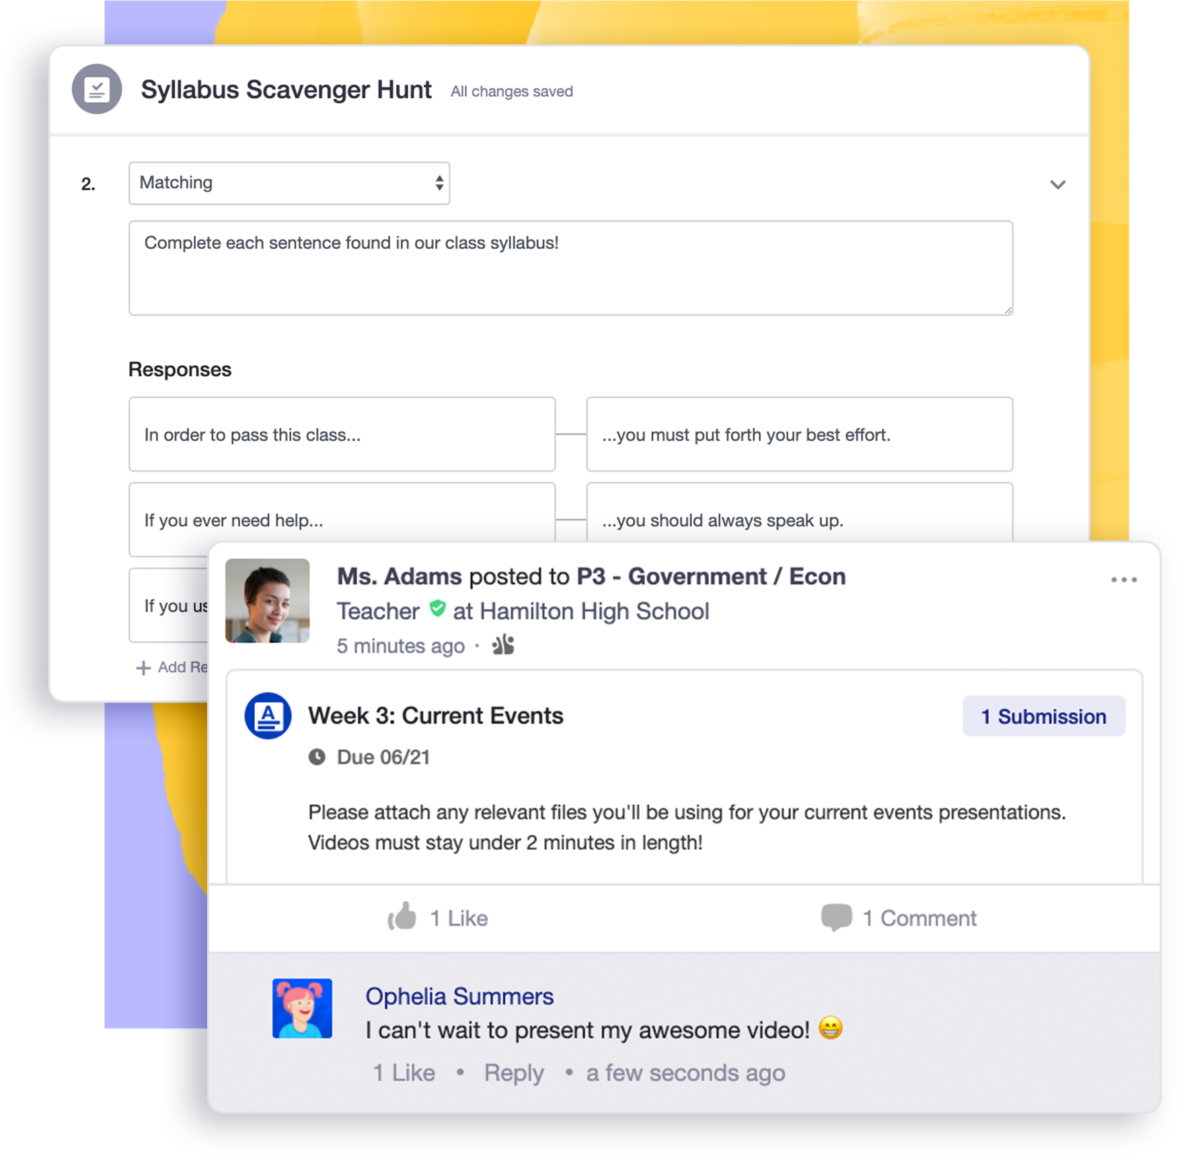 Syllabus Scavenger Hunt All changes saved
2. Matching
Complete each sentence found in our class syllabus!
Responses
In order to pass this class... ...you must put forth your best effort.
If you ever need help... ...you should always speak up.
If you
Add
Ms. Adams posted to P3 - Government / Econ
Teacher at Hamilton High School
5 minutes ago ·
Week 3: Current Events 1 Submission
Due 06/21
Please attach any relevant files you'll be using for your current events presentations.
Videos must stay under 2 minutes in length!
1 Like 1 Comment
Ophelia Summers
I can't wait to present my awesome video! 😁
1 Like • Reply • a few seconds ago